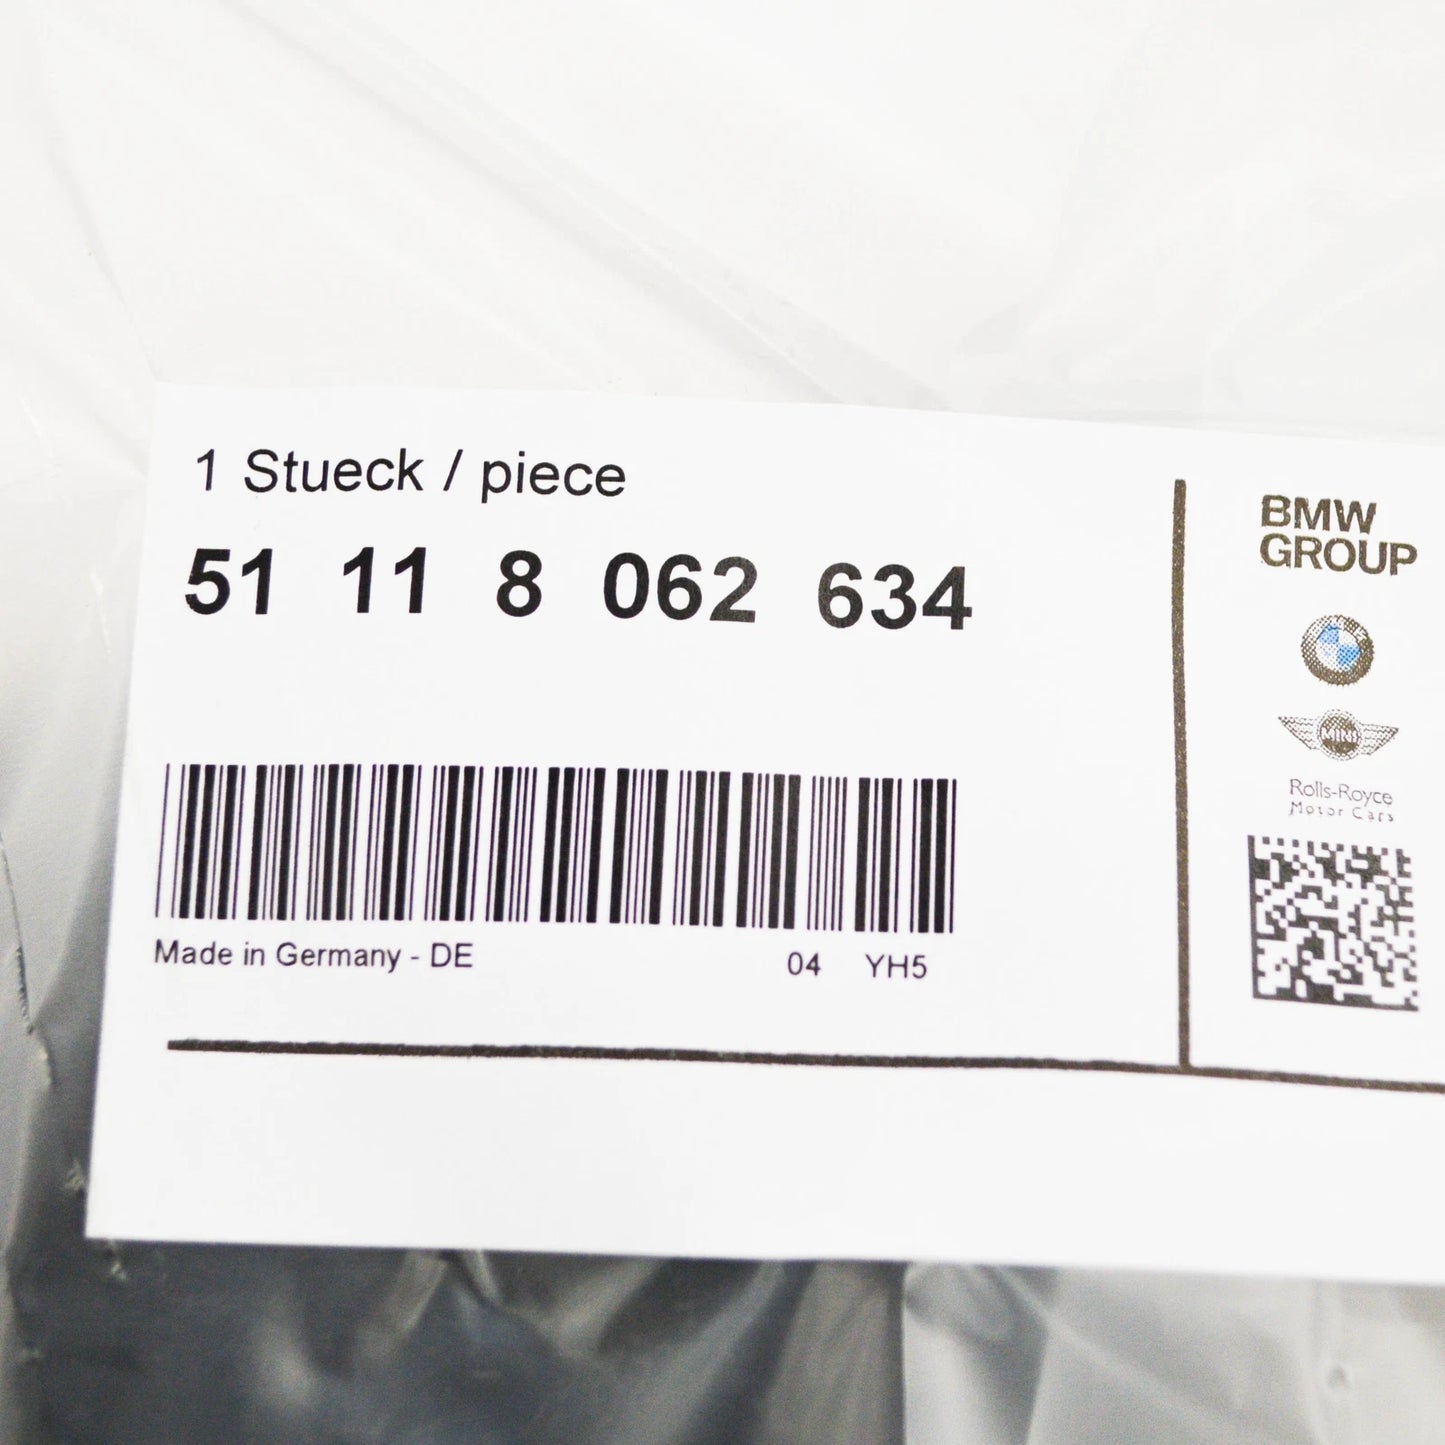 1 Stueck / piece
51 11 8 062 634
Made in Germany - DE 04 YH5
BMW
GROUP
MINI
Rolls-Royce
Motor Cars